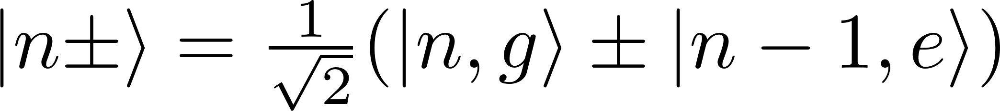 |n±⟩ = 1/√2 (|n, g⟩ ± |n − 1, e⟩)